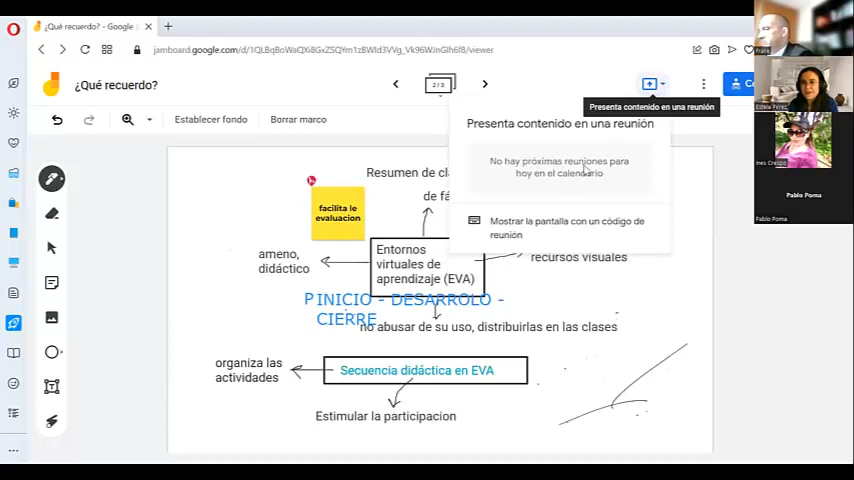 ¿Qué recuerdo? - Google
jamboard.google.com/d/1QLBqBoWaQXi8GxZSQYm1zBWId3VVg_Vk96WJnGlh6f8/viewer
¿Qué recuerdo?
2/3
Presenta contenido en una reunión
Establecer fondo
Borrar marco
Presenta contenido en una reunión
No hay próximas reuniones para
hoy en el calendario
Mostrar la pantalla con un código de
reunión
Resumen de cl
de fá
facilita le
evaluacion
ameno,
didáctico
Entornos
virtuales de
aprendizaje (EVA)
recursos visuales
P INICIO - DESARROLO -
CIERRE
no abusar de su uso, distribuirlas en las clases
organiza las
actividades
Secuencia didáctica en EVA
Estimular la participacion
Frank
Estela Pérez
Ines Crespo
Pablo Poma
Pablo Poma